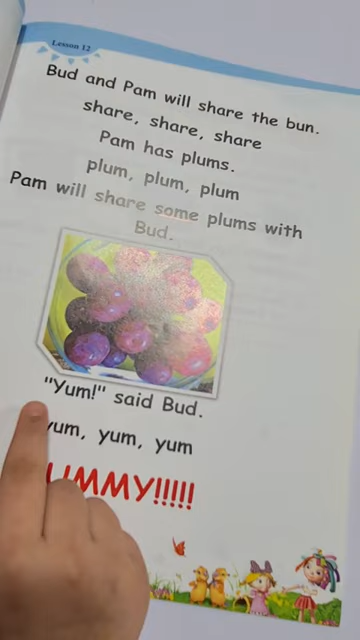 Lesson 12
Bud and Pam will share the bun.
share, share, share
Pam has plums.
plum, plum, plum
Pam will share some plums with
Bud.
"Yum!" said Bud.
yum, yum, yum
UMMY!!!!!